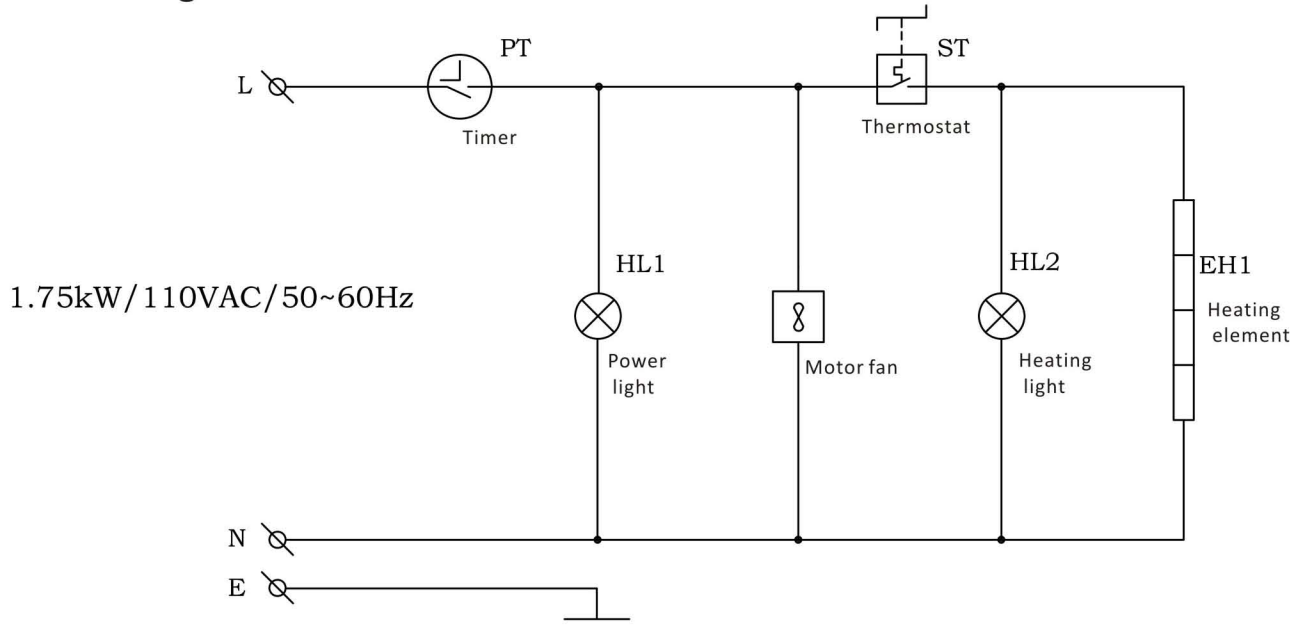 PT
ST
L
Timer
Thermostat
HL1
HL2
EH1
1.75kW/110VAC/50~60Hz
Heating
element
Power
light
Motor fan
Heating
light
N
E